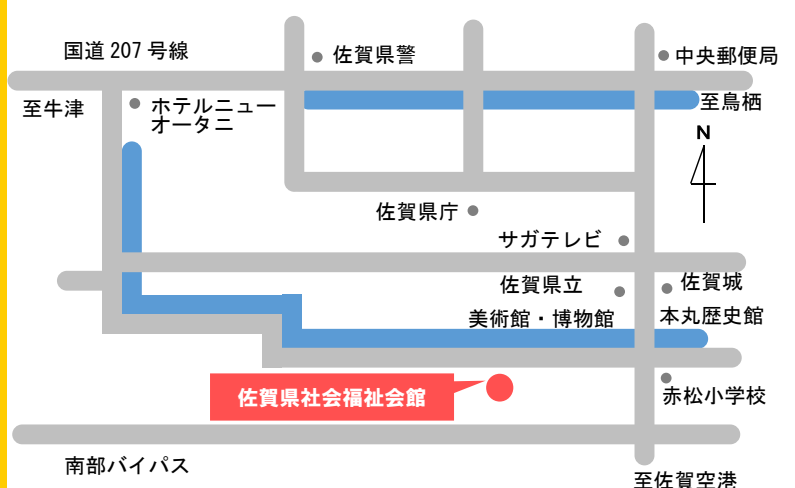 国道 207 号線
佐賀県警
中央郵便局
至牛津
ホテルニュー
オータニ
至鳥栖
N
佐賀県庁
サガテレビ
佐賀県立
美術館・博物館
佐賀城
本丸歴史館
佐賀県社会福祉会館
赤松小学校
南部バイパス
至佐賀空港